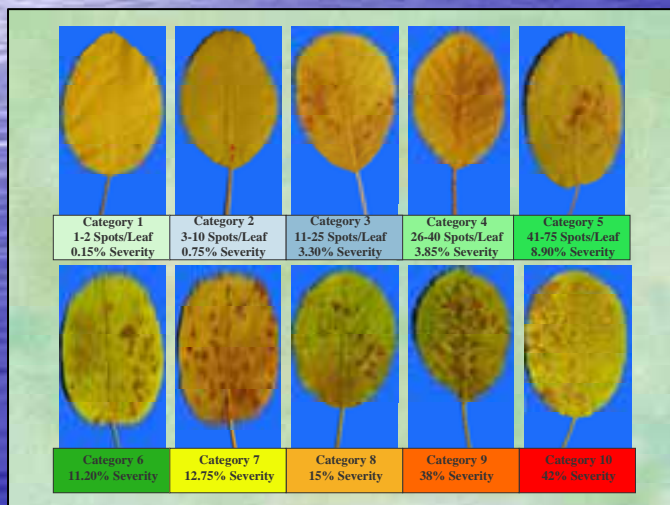 Category 1
1-2 Spots/Leaf
0.15% Severity
Category 2
3-10 Spots/Leaf
0.75% Severity
Category 3
11-25 Spots/Leaf
3.30% Severity
Category 4
26-40 Spots/Leaf
3.85% Severity
Category 5
41-75 Spots/Leaf
8.90% Severity
Category 6
11.20% Severity
Category 7
12.75% Severity
Category 8
15% Severity
Category 9
38% Severity
Category 10
42% Severity